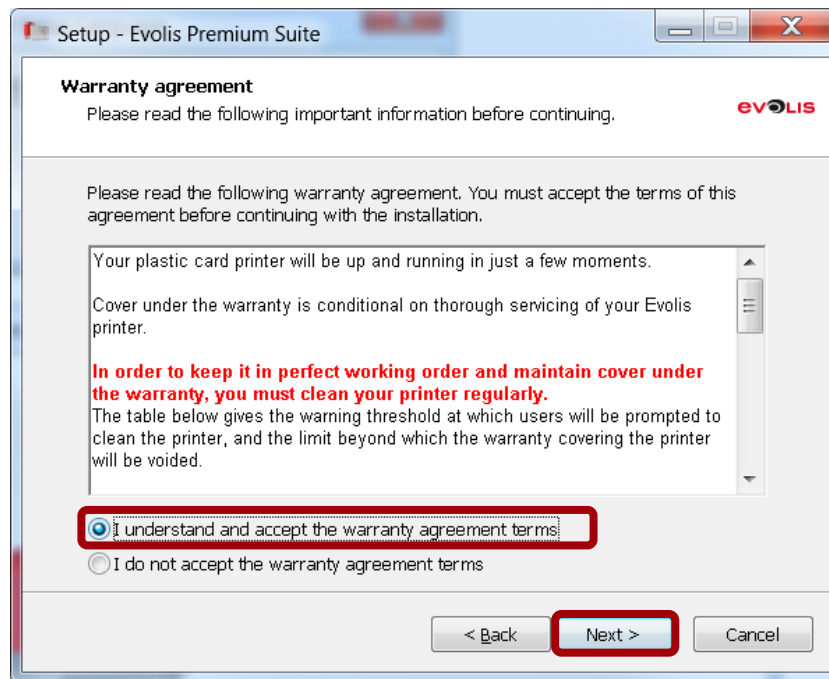 Setup - Evolis Premium Suite
Warranty agreement
Please read the following important information before continuing.
evolis
Please read the following warranty agreement. You must accept the terms of this
agreement before continuing with the installation.
Your plastic card printer will be up and running in just a few moments.
Cover under the warranty is conditional on thorough servicing of your Evolis
printer.
In order to keep it in perfect working order and maintain cover under
the warranty, you must clean your printer regularly.
The table below gives the warning threshold at which users will be prompted to
clean the printer, and the limit beyond which the warranty covering the printer
will be voided.
I understand and accept the warranty agreement terms
I do not accept the warranty agreement terms
< Back Next > Cancel